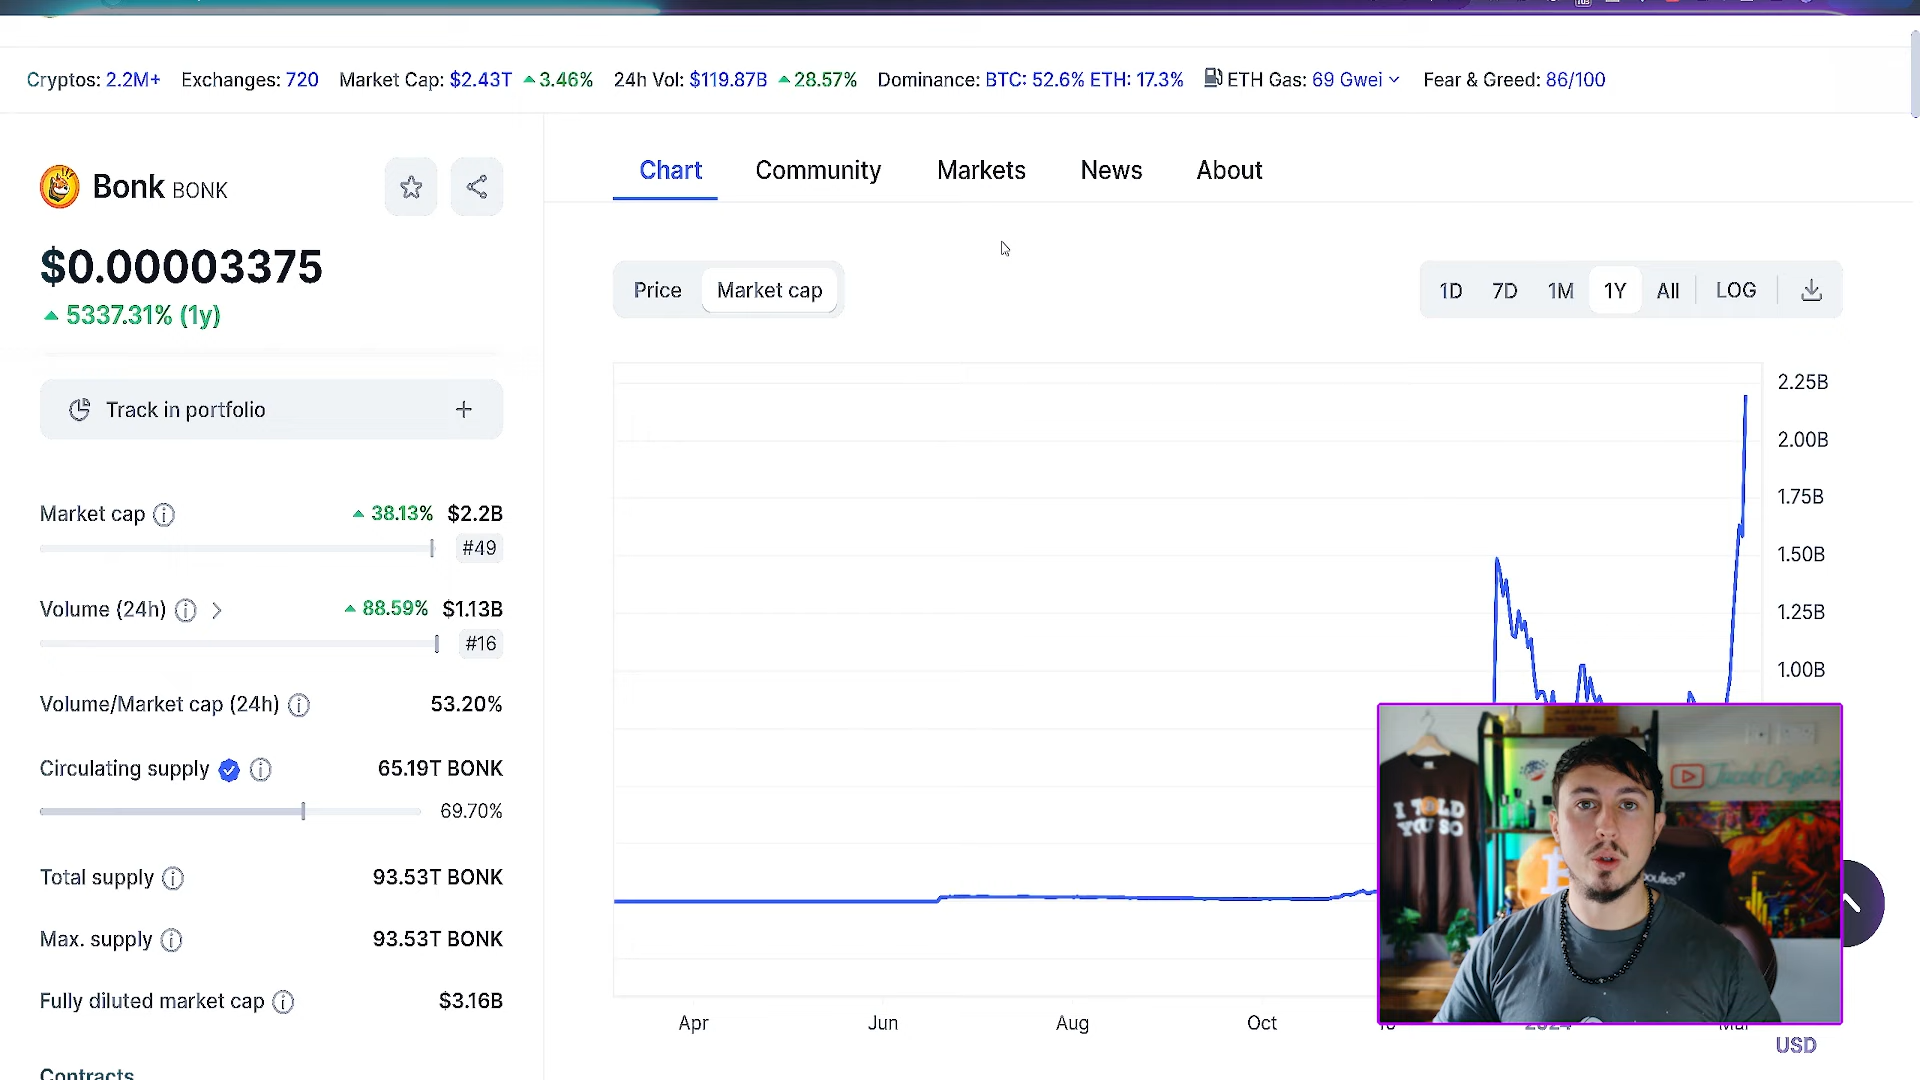 Cryptos: 2.2M+ Exchanges: 720 Market Cap: $2.43T 3.46% 24h Vol: $119.87B 28.57% Dominance: BTC: 52.6% ETH: 17.3% ETH Gas: 69 Gwei Fear & Greed: 86/100
Bonk BONK
$0.00003375
5337.31% (1y)
Track in portfolio +
Market cap 38.13% $2.2B
#49
Volume (24h) 88.59% $1.13B
#16
Volume/Market cap (24h) 53.20%
Circulating supply 65.19T BONK
69.70%
Total supply 93.53T BONK
Max. supply 93.53T BONK
Fully diluted market cap $3.16B
Contracts
Chart Community Markets News About
Price Market cap
1D 7D 1M 1Y All LOG
2.25B
2.00B
1.75B
1.50B
1.25B
1.00B
Apr Jun Aug Oct 2024 Mar
USD
I TOLD
YOU SO